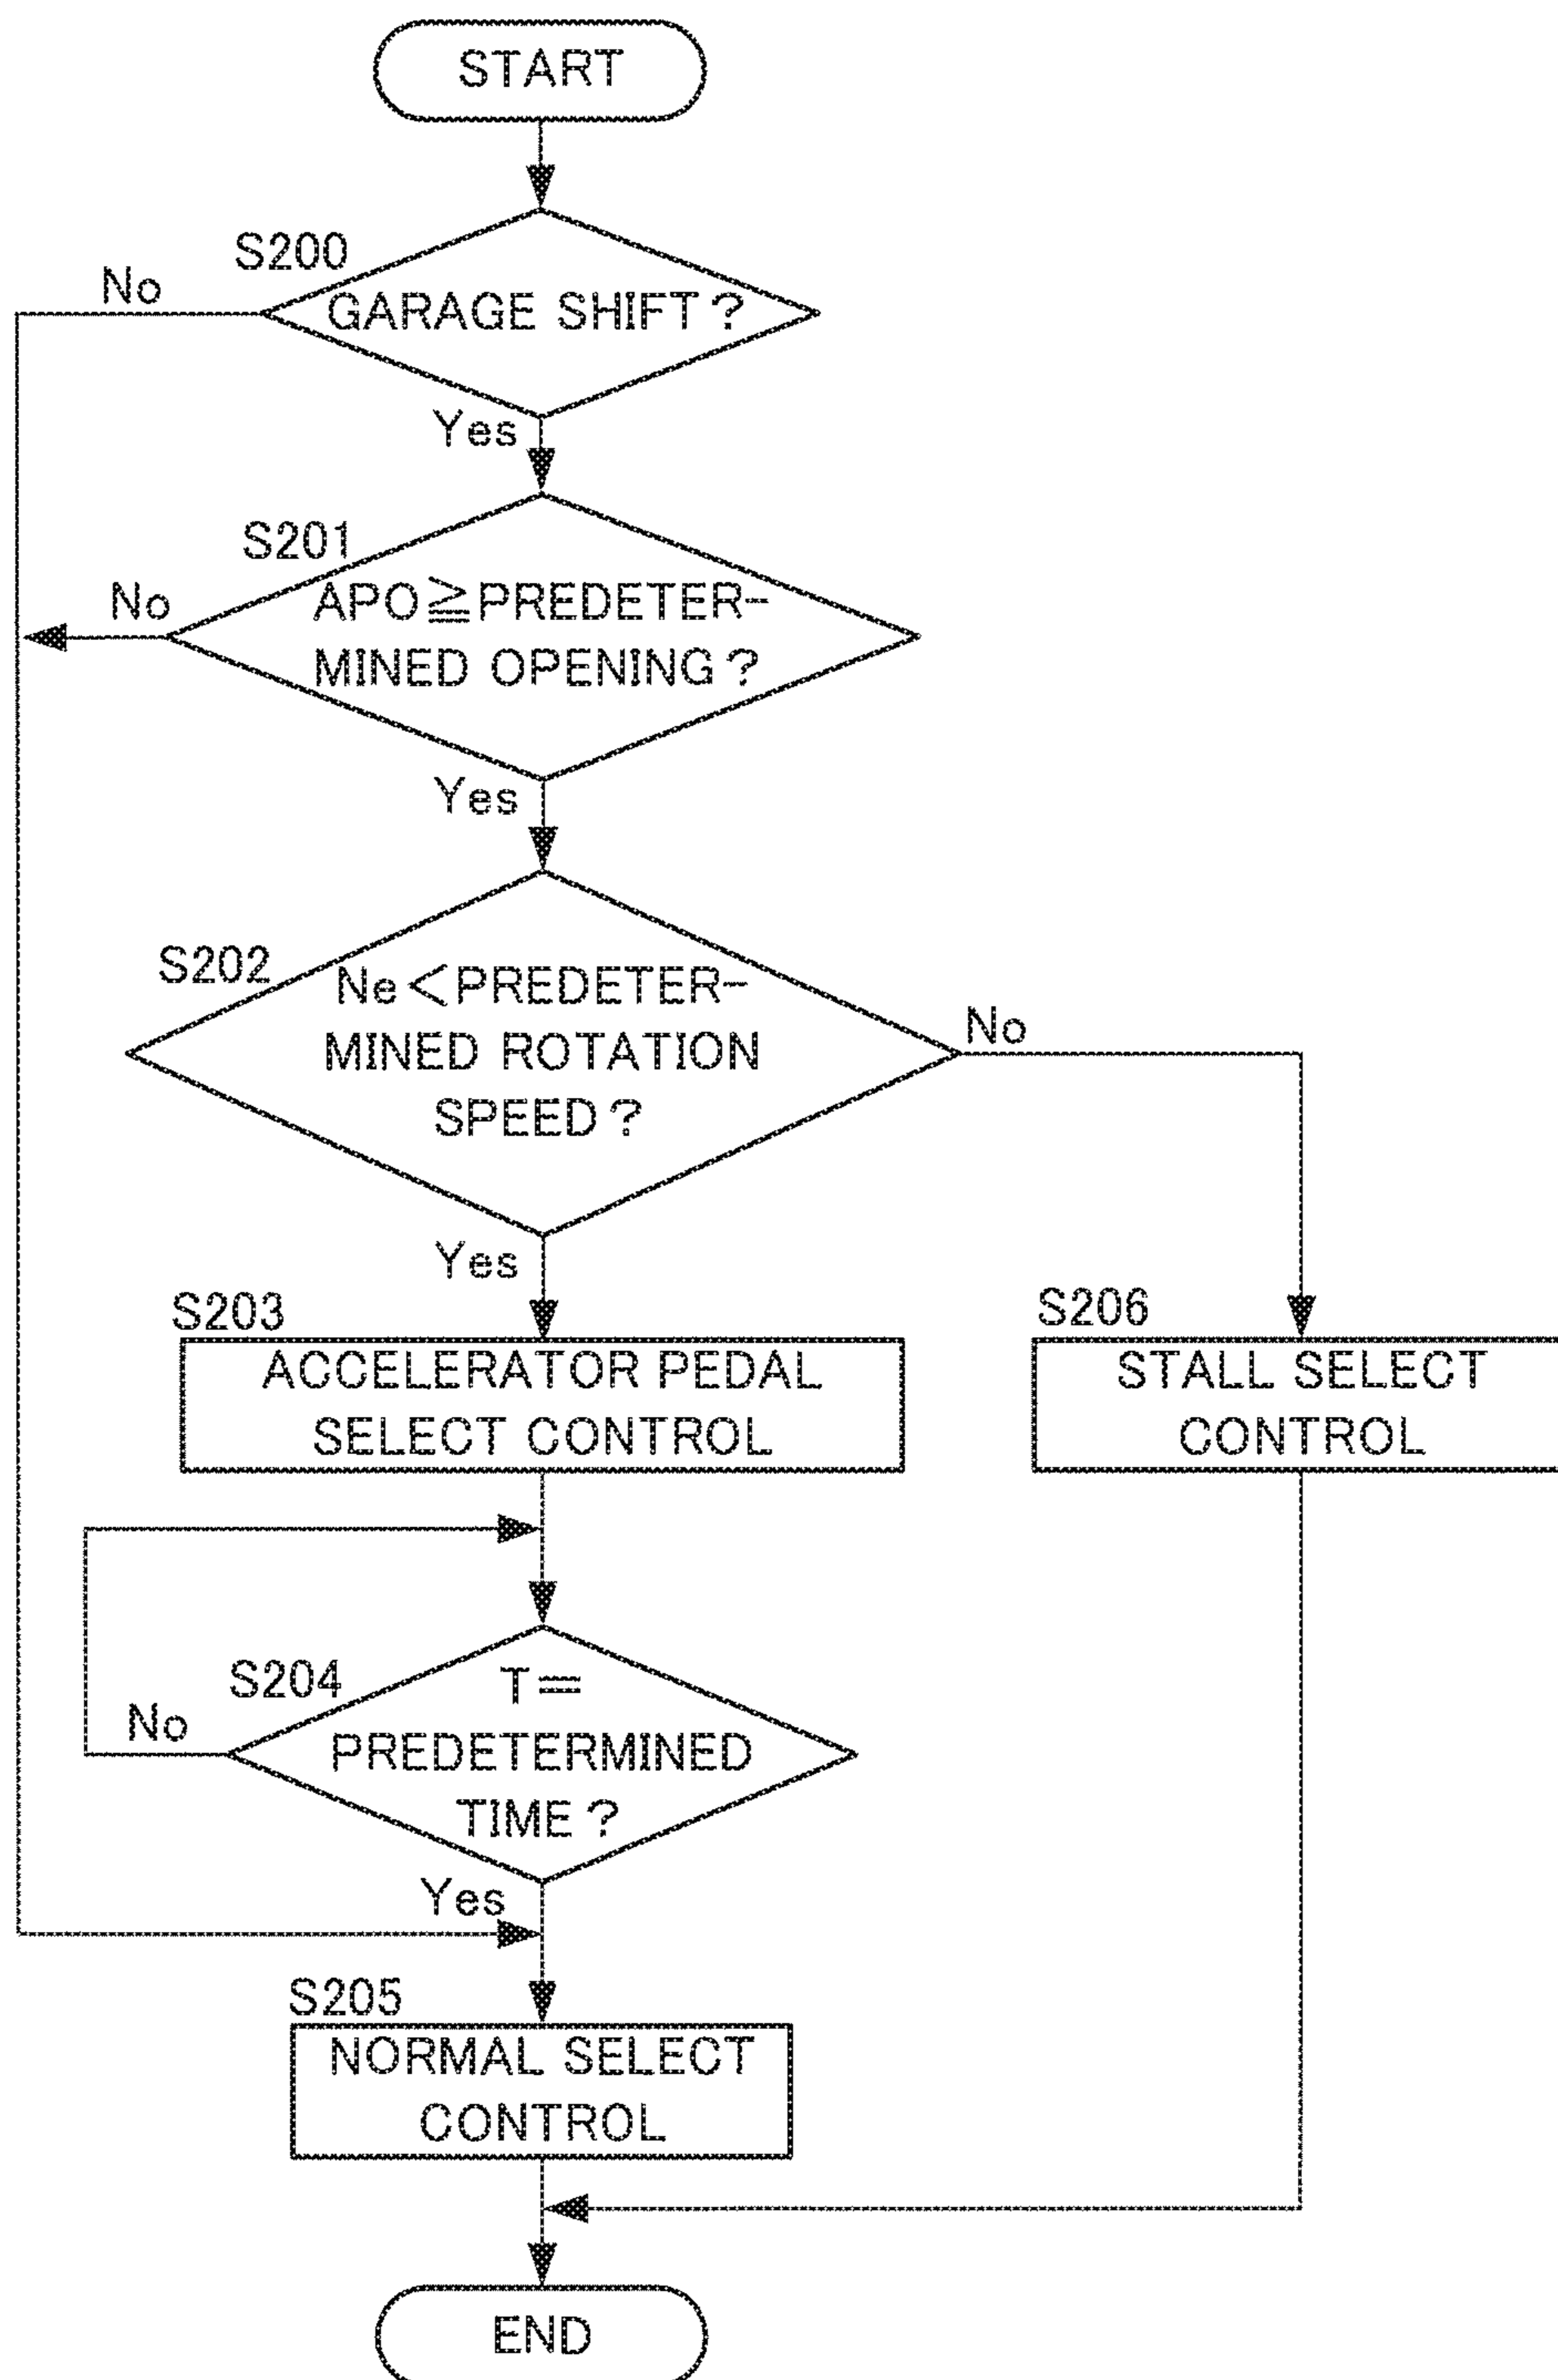 START
S200
No
GARAGE SHIFT?
Yes
S201
No
APO≧PREDETER-
MINED OPENING?
Yes
S202
Ne<PREDETER-
MINED ROTATION
SPEED?
No
Yes
S203
ACCELERATOR PEDAL
SELECT CONTROL
S206
STALL SELECT
CONTROL
S204
No
T=
PREDETERMINED
TIME?
Yes
S205
NORMAL SELECT
CONTROL
END